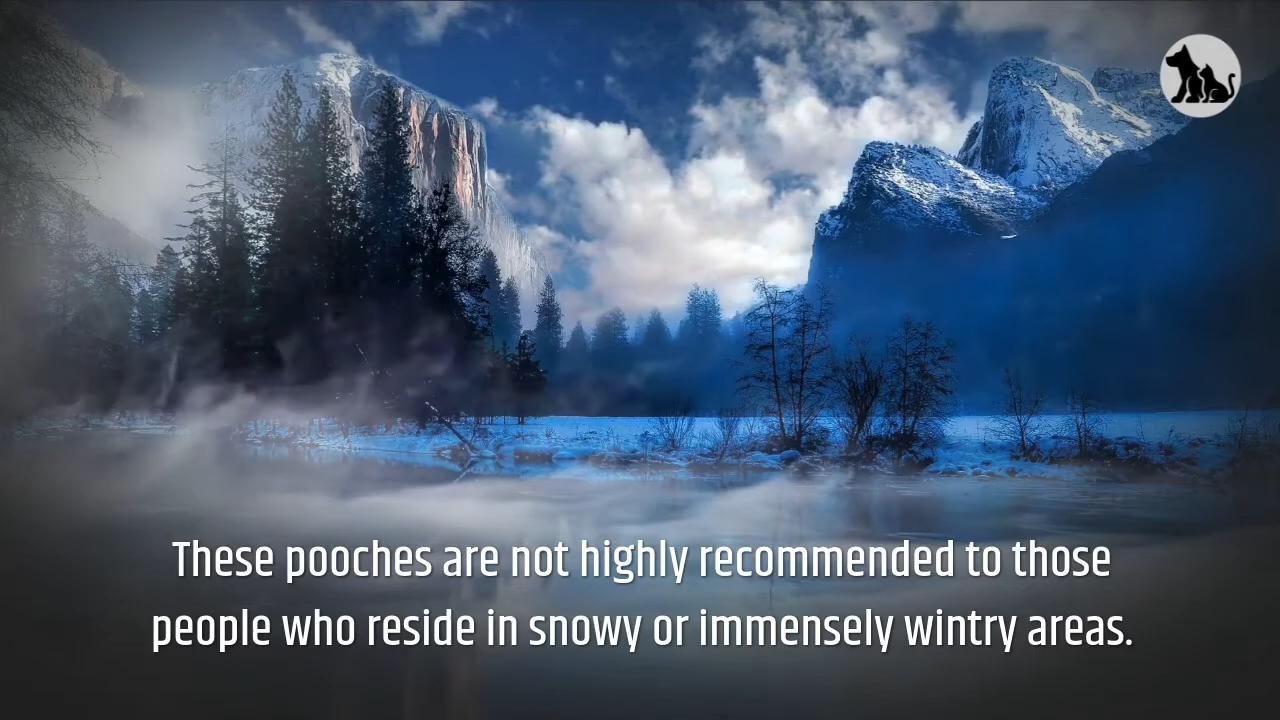 These pooches are not highly recommended to those
people who reside in snowy or immensely wintry areas.